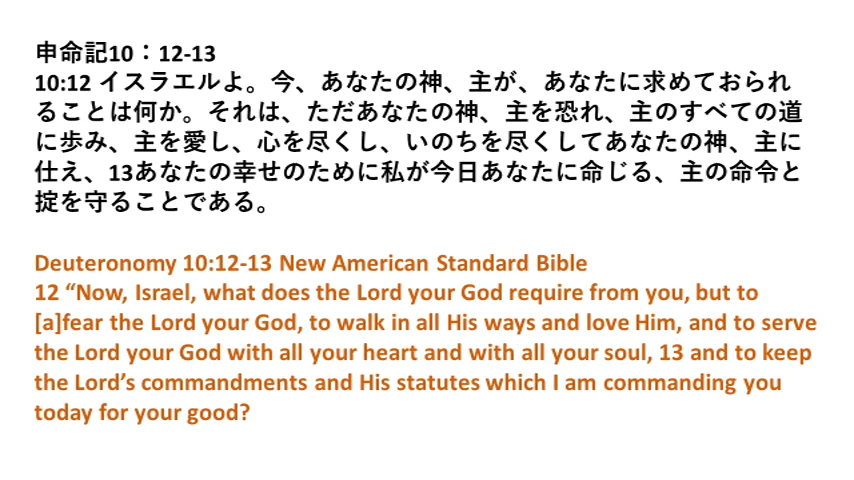 申命記10：12-13
10:12 イスラエルよ。今、あなたの神、主が、あなたに求めておられ
ることは何か。それは、ただあなたの神、主を恐れ、主のすべての道
に歩み、主を愛し、心を尽くし、いのちを尽くしてあなたの神、主に
仕え、13あなたの幸せのために私が今日あなたに命じる、主の命令と
掟を守ることである。
Deuteronomy 10:12-13 New American Standard Bible
12 “Now, Israel, what does the Lord your God require from you, but to
[a]fear the Lord your God, to walk in all His ways and love Him, and to serve
the Lord your God with all your heart and with all your soul, 13 and to keep
the Lord’s commandments and His statutes which I am commanding you
today for your good?